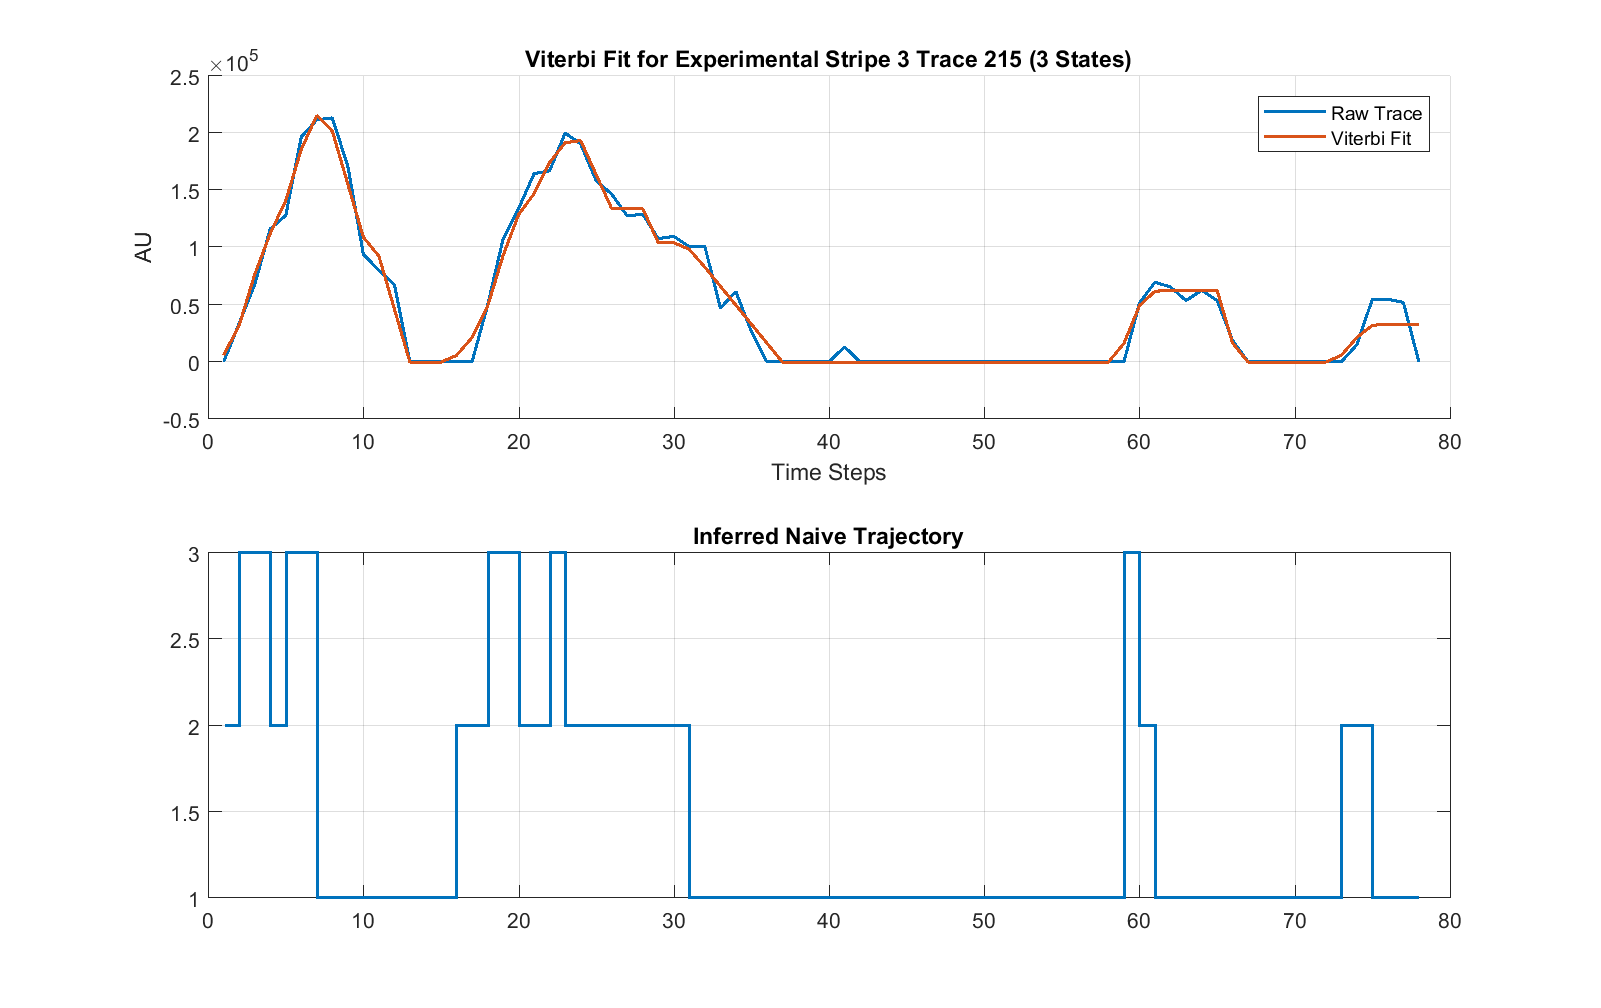 Viterbi Fit for Experimental Stripe 3 Trace 215 (3 States)
×10^5
2.5
2
1.5
1
0.5
0
-0.5
AU
Raw Trace
Viterbi Fit
0 10 20 30 40 50 60 70 80
Time Steps
Inferred Naive Trajectory
3
2.5
2
1.5
1
0 10 20 30 40 50 60 70 80